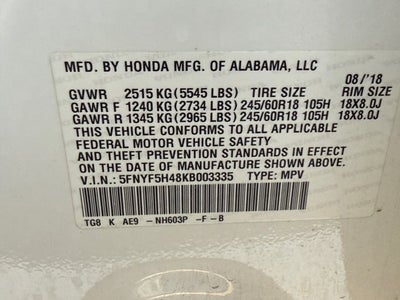 MFD. BY HONDA MFG. OF ALABAMA, LLC
08/'18
GVWR 2515 KG (5545 LBS) TIRE SIZE RIM SIZE
GAWR F 1240 KG (2734 LBS) 245/60R18 105H 18X8.0J
GAWR R 1345 KG (2965 LBS) 245/60R18 105H 18X8.0J
THIS VEHICLE CONFORMS TO ALL APPLICABLE
FEDERAL MOTOR VEHICLE SAFETY
AND THEFT PREVENTION STANDARDS IN EFFECT
ON THE DATE OF MANUFACTURE SHOWN ABOVE.
V.I.N.: 5FNYF5H48KB003335 TYPE: MPV
TG8 K AE9 -NH603P -F-B